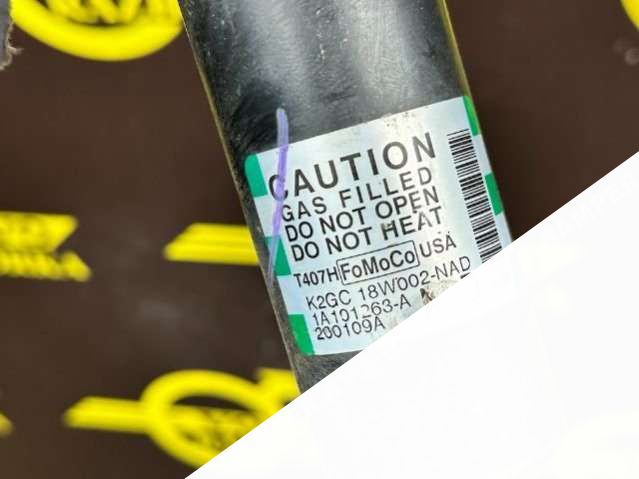 CAUTION
GAS FILLED
DO NOT OPEN
DO NOT HEAT
T407H FoMoCo USA
K2GC 18W002-NAD
1A101263-A
200109A